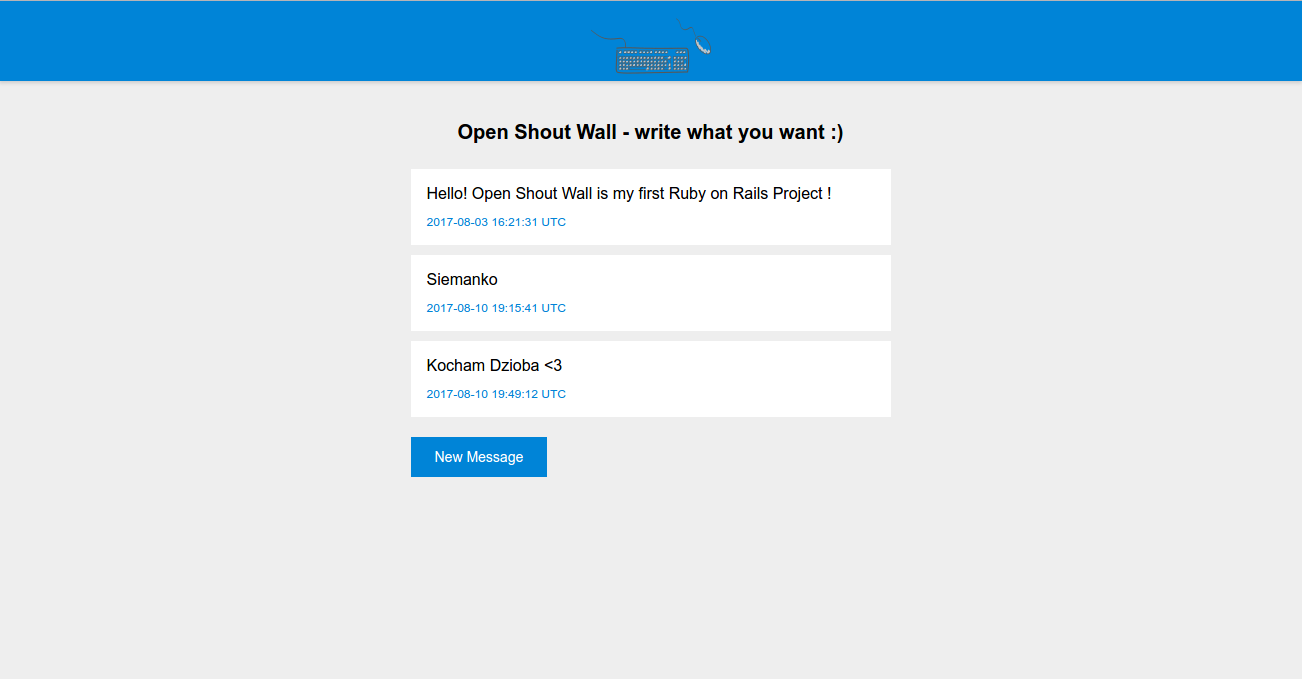 Open Shout Wall - write what you want :)
Hello! Open Shout Wall is my first Ruby on Rails Project !
2017-08-03 16:21:31 UTC
Siemanko
2017-08-10 19:15:41 UTC
Kocham Dzioba <3
2017-08-10 19:49:12 UTC
New Message